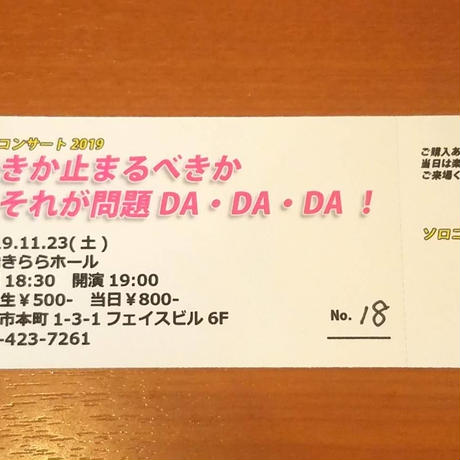 コンサート 2019
きか止まるべきか
それが問題 DA・DA・DA ！
19.11.23(土)
きららホール
18:30 開演 19:00
生¥500- 当日¥800-
市本町 1-3-1 フェイスビル 6F
-423-7261
No. 18
ご購入あ
当日は楽
ご来場く
ソロコ